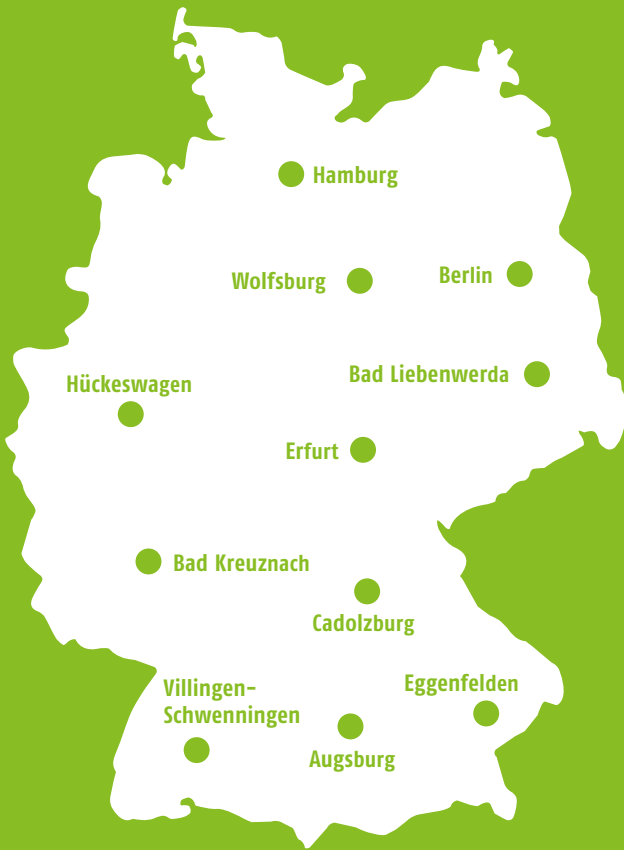 Hamburg
Wolfsburg
Berlin
Bad Liebenwerda
Hückeswagen
Erfurt
Bad Kreuznach
Cadolzburg
Villingen-
Schwenningen
Eggenfelden
Augsburg